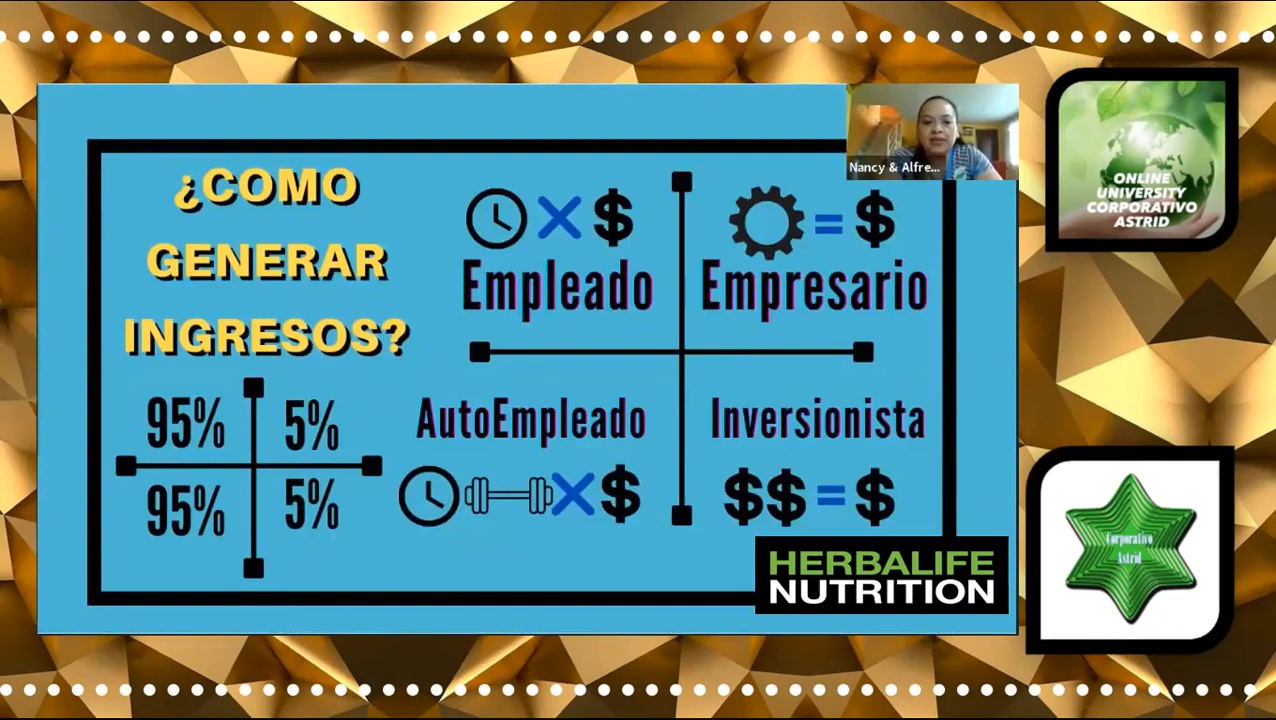 ¿COMO
GENERAR
INGRESOS?
95% 5%
95% 5%
X $
Empleado
= $
Empresario
AutoEmpleado
X $
Inversionista
$$ = $
HERBALIFE
NUTRITION
Nancy & Alfre...
ONLINE
UNIVERSITY
CORPORATIVO
ASTRID
Corporativo
Astrid